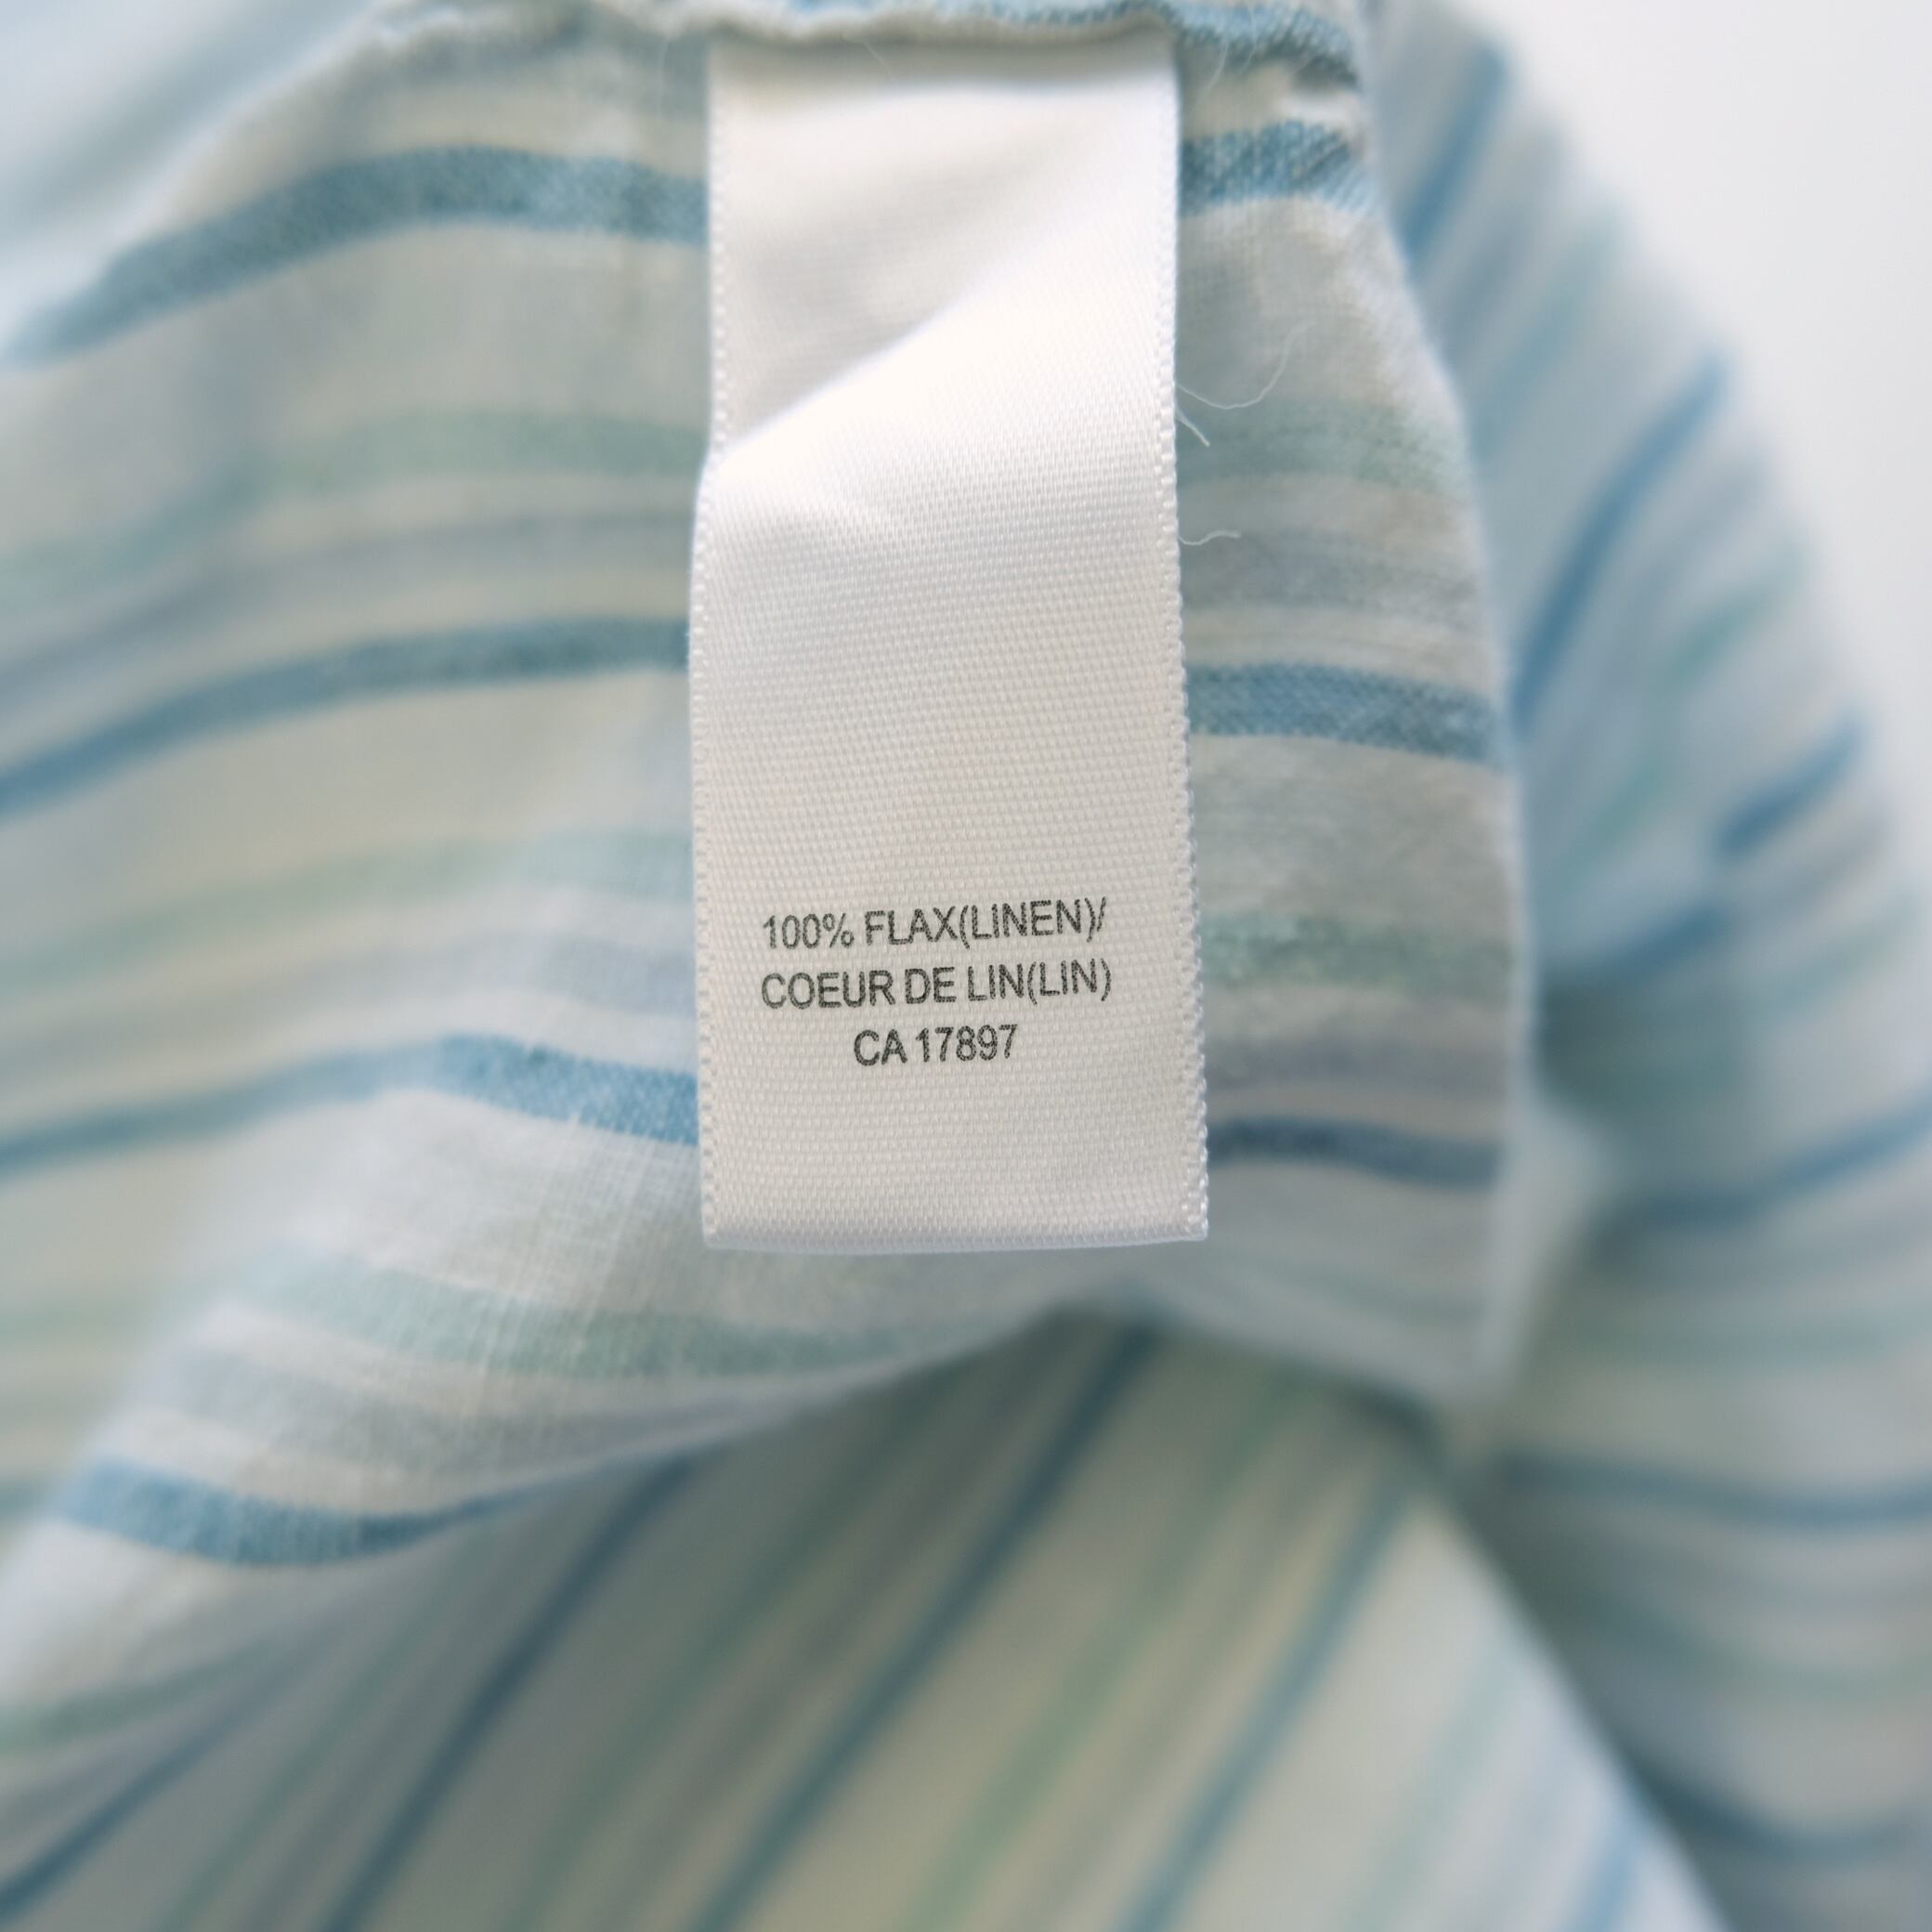 100% FLAX(LINEN)/
COEUR DE LIN(LIN)
CA 17897